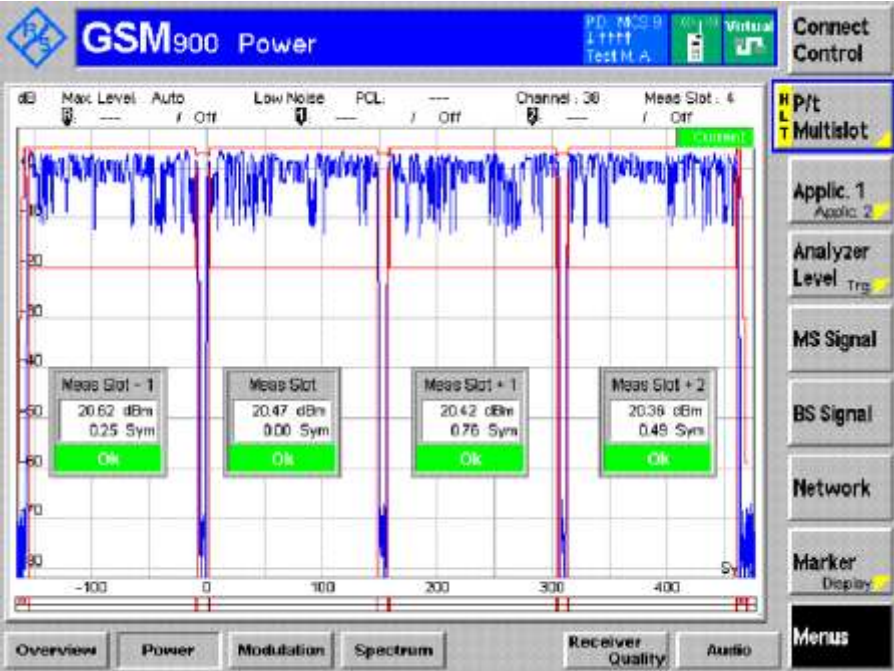 GSM900 Power
P.D. MCS 9
Test M. A
Virtual
Connect
Control
dB Max. Level Auto Low Noise PCL: --- Channel : 38 Meas Slot : 4
--- / Off --- / Off --- / Off
Current
H
L
T
P/t
Multislot
Applic. 1
Applic. 2
Analyzer
Level Trg
MS Signal
BS Signal
Network
Marker
Display
Menus
-10
-20
-30
-40
-50
-60
-70
-80
Meas Slot - 1
20.62 dBm
0.25 Sym
Ok
Meas Slot
20.47 dBm
0.00 Sym
Ok
Meas Slot + 1
20.42 dBm
0.76 Sym
Ok
Meas Slot + 2
20.36 dBm
0.49 Sym
Ok
-100 0 100 200 300 400
Overview Power Modulation Spectrum Receiver Quality Audio